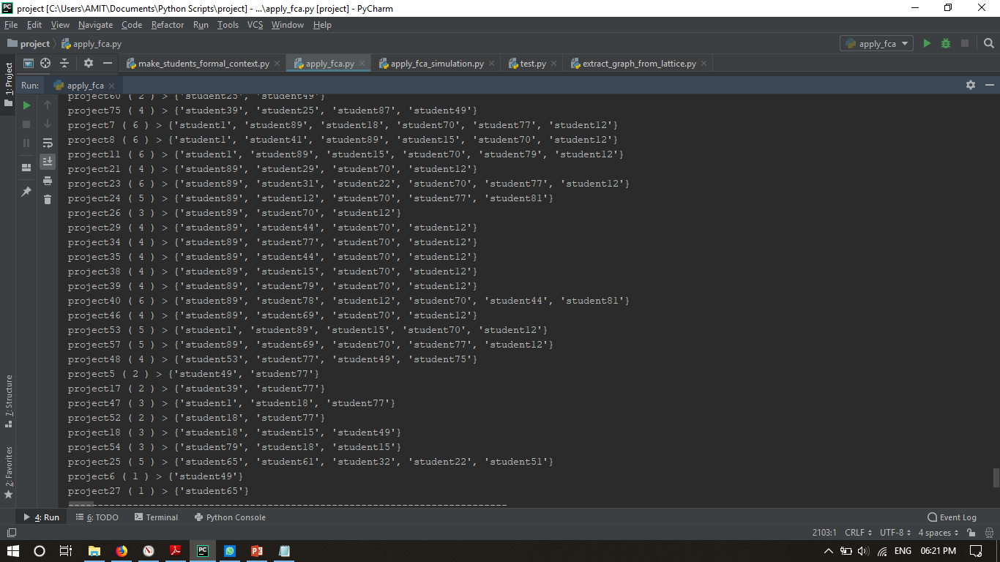 project [C:\Users\AMIT\Documents\Python Scripts\project] - ...\apply_fca.py [project] - PyCharm
File Edit View Navigate Code Refactor Run Tools VCS Window Help
project apply_fca.py apply_fca
make_students_formal_context.py apply_fca.py apply_fca_simulation.py test.py extract_graph_from_lattice.py
1: Project
Run: apply_fca
project60 ( 2 ) > {'student25', 'student49'}
project75 ( 4 ) > {'student39', 'student25', 'student87', 'student49'}
project7 ( 6 ) > {'student1', 'student89', 'student18', 'student70', 'student77', 'student12'}
project8 ( 6 ) > {'student1', 'student41', 'student89', 'student15', 'student70', 'student12'}
project11 ( 6 ) > {'student1', 'student89', 'student15', 'student70', 'student79', 'student12'}
project21 ( 4 ) > {'student89', 'student29', 'student70', 'student12'}
project23 ( 6 ) > {'student89', 'student31', 'student22', 'student70', 'student77', 'student12'}
project24 ( 5 ) > {'student89', 'student12', 'student70', 'student77', 'student81'}
project26 ( 3 ) > {'student89', 'student70', 'student12'}
project29 ( 4 ) > {'student89', 'student44', 'student70', 'student12'}
project34 ( 4 ) > {'student89', 'student77', 'student70', 'student12'}
project35 ( 4 ) > {'student89', 'student44', 'student70', 'student12'}
project38 ( 4 ) > {'student89', 'student15', 'student70', 'student12'}
project39 ( 4 ) > {'student89', 'student79', 'student70', 'student12'}
project40 ( 6 ) > {'student89', 'student78', 'student12', 'student70', 'student44', 'student81'}
project46 ( 4 ) > {'student89', 'student69', 'student70', 'student12'}
project53 ( 5 ) > {'student1', 'student89', 'student15', 'student70', 'student12'}
project57 ( 5 ) > {'student89', 'student69', 'student70', 'student77', 'student12'}
project48 ( 4 ) > {'student53', 'student77', 'student49', 'student75'}
project5 ( 2 ) > {'student49', 'student77'}
project17 ( 2 ) > {'student39', 'student77'}
project47 ( 3 ) > {'student1', 'student18', 'student77'}
project52 ( 2 ) > {'student18', 'student77'}
project18 ( 3 ) > {'student18', 'student15', 'student49'}
project54 ( 3 ) > {'student79', 'student18', 'student15'}
project25 ( 5 ) > {'student65', 'student61', 'student32', 'student22', 'student51'}
project6 ( 1 ) > {'student49'}
project27 ( 1 ) > {'student65'}
---------------------------------------------------------------------------
7: Structure
2: Favorites
4: Run 6: TODO Terminal Python Console Event Log
2103:1 CRLF UTF-8 4 spaces
ENG 06:21 PM